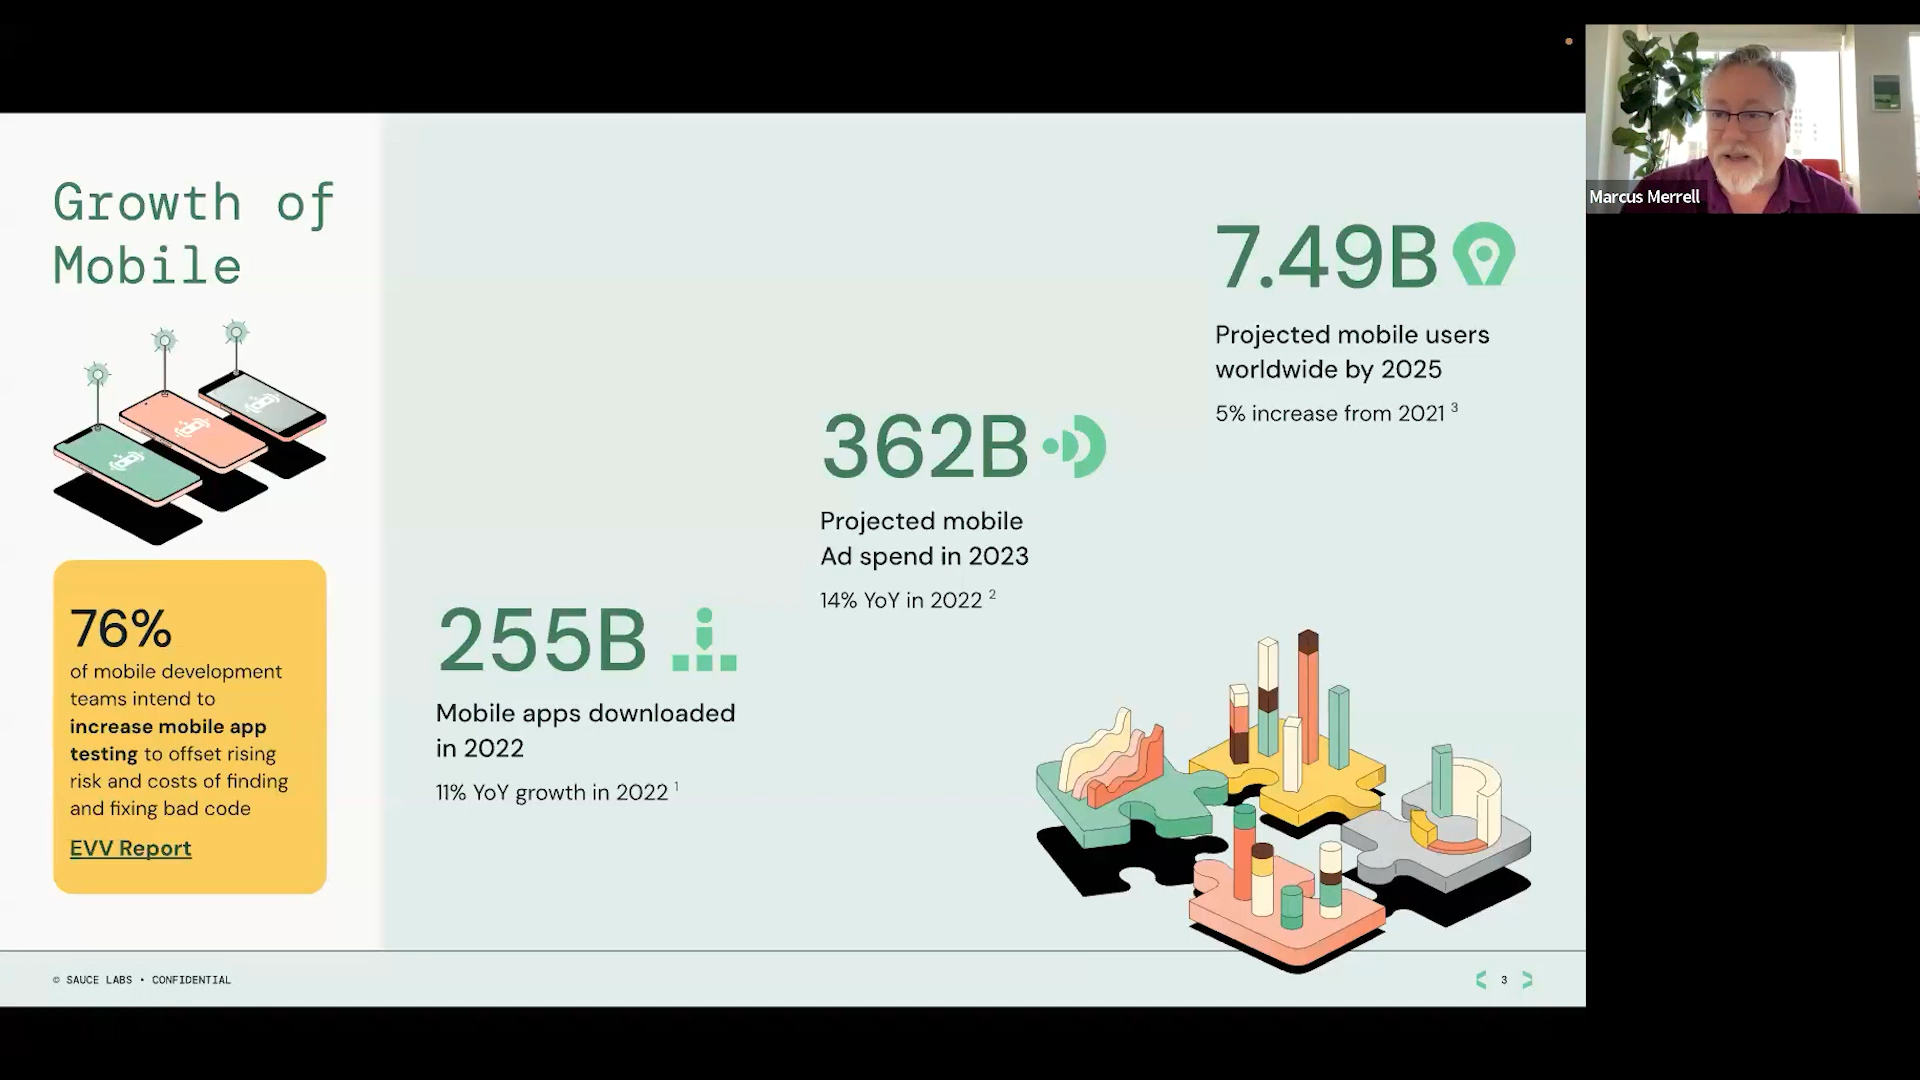 Growth of
Mobile
76%
of mobile development
teams intend to
increase mobile app
testing to offset rising
risk and costs of finding
and fixing bad code
EVV Report
255B
Mobile apps downloaded
in 2022
11% YoY growth in 2022 1
362B
Projected mobile
Ad spend in 2023
14% YoY in 2022 2
7.49B
Projected mobile users
worldwide by 2025
5% increase from 2021 3
Marcus Merrell
© SAUCE LABS • CONFIDENTIAL
< 3 >